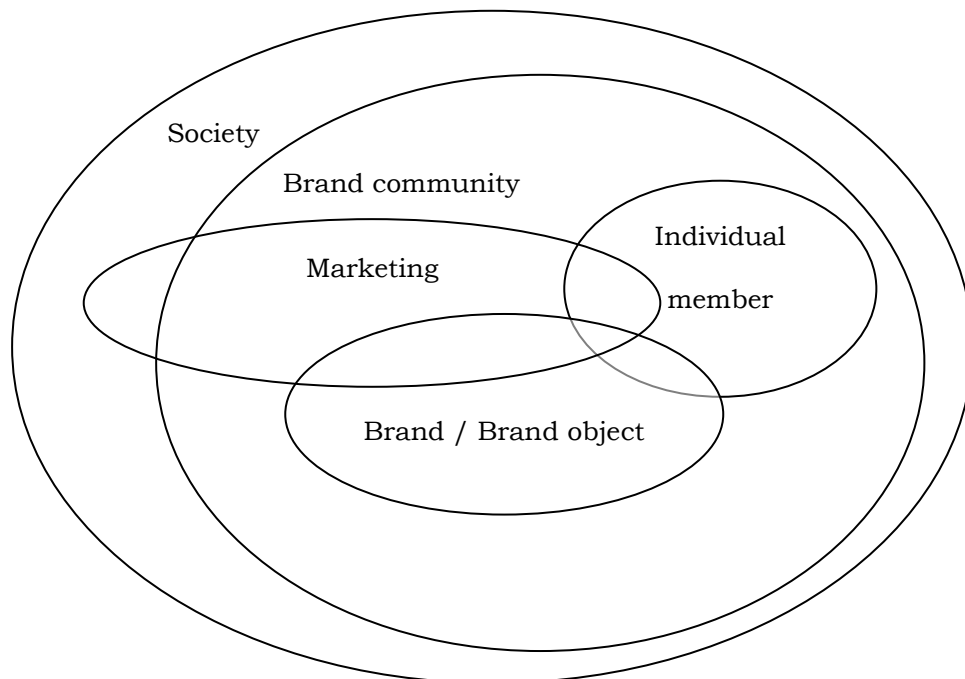 Society
Brand community
Individual
member
Marketing
Brand / Brand object